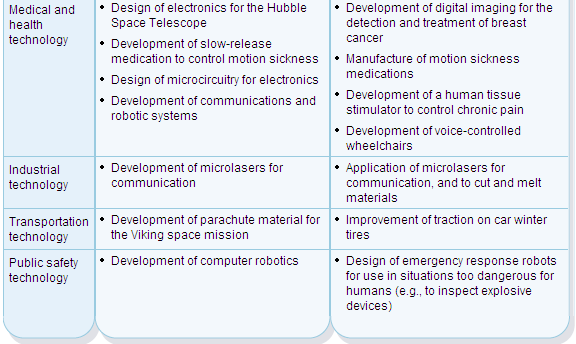 Medical and
health
technology
• Design of electronics for the Hubble
Space Telescope
• Development of slow-release
medication to control motion sickness
• Design of microcircuitry for electronics
• Development of communications and
robotic systems
• Development of digital imaging for the
detection and treatment of breast
cancer
• Manufacture of motion sickness
medications
• Development of a human tissue
stimulator to control chronic pain
• Development of voice-controlled
wheelchairs
Industrial
technology
• Development of microlasers for
communication
• Application of microlasers for
communication, and to cut and melt
materials
Transportation
technology
• Development of parachute material for
the Viking space mission
• Improvement of traction on car winter
tires
Public safety
technology
• Development of computer robotics
• Design of emergency response robots
for use in situations too dangerous for
humans (e.g., to inspect explosive
devices)